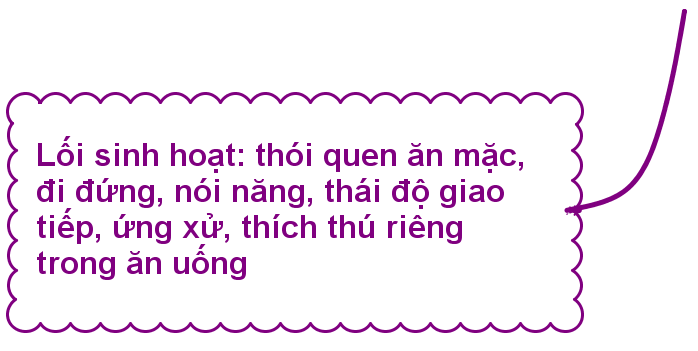 Lối sinh hoạt: thói quen ăn mặc,
đi đứng, nói năng, thái độ giao
tiếp, ứng xử, thích thú riêng
trong ăn uống